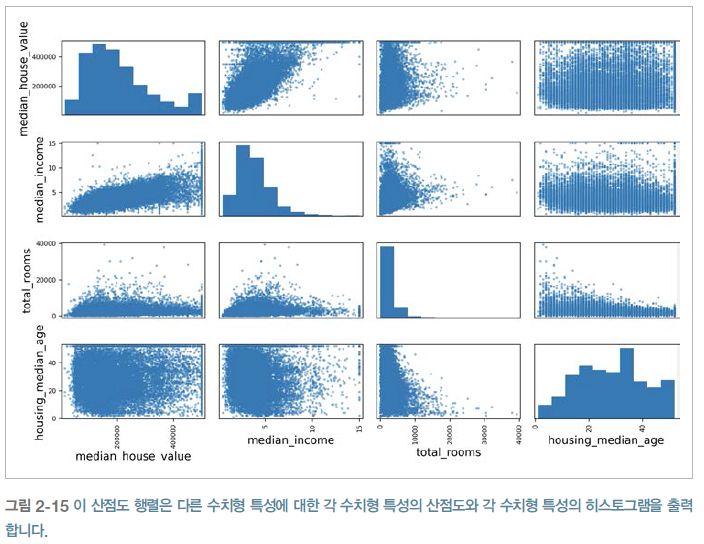 median_house_value
400000
200000
median_income
15
10
5
total_rooms
40000
20000
0
housing_median_age
40
20
0
200000
400000
median_house_value
5
10
15
median_income
0
10000
20000
30000
40000
total_rooms
0
20
40
housing_median_age
그림 2-15 이 산점도 행렬은 다른 수치형 특성에 대한 각 수치형 특성의 산점도와 각 수치형 특성의 히스토그램을 출력
합니다.